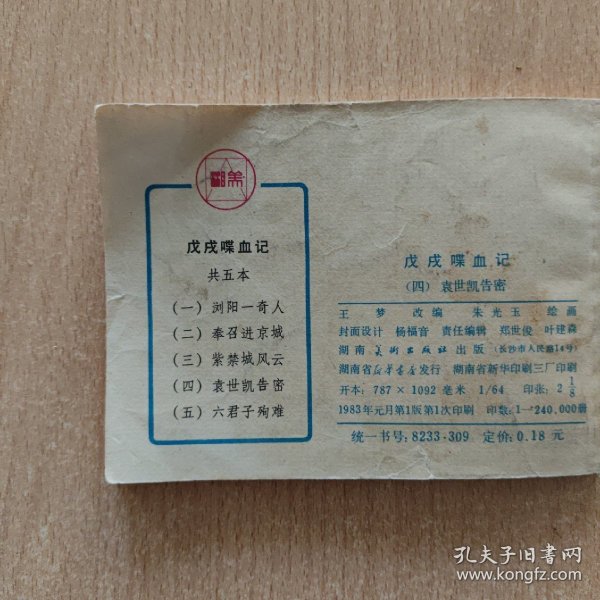 湘美
戊戌喋血记
共五本
(一) 浏阳一奇人
(二) 奉召进京城
(三) 紫禁城风云
(四) 袁世凯告密
(五) 六君子殉难
戊戌喋血记
(四) 袁世凯告密
王 梦 改编 朱光玉 绘画
封面设计 杨福音 责任编辑 郑世俊 叶建森
湖南美术出版社出版 (长沙市人民路14号)
湖南省新华书店发行 湖南省新华印刷三厂印刷
开本: 787×1092毫米 1/64 印张: 2 1/8
1983年元月第1版第1次印刷 印数:1—240,000册
统一书号: 8233·309 定价: 0.18 元
孔夫子旧书网
www.kongfz.com